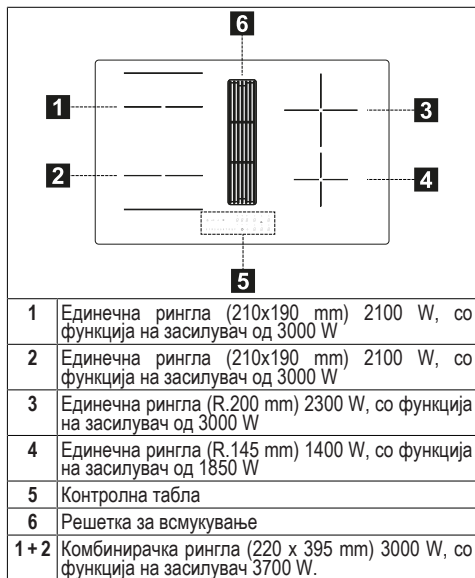 6
1
3
2
4
5
1 Единечна рингла (210x190 mm) 2100 W, со
функција на засилувач од 3000 W
2 Единечна рингла (210x190 mm) 2100 W, со
функција на засилувач од 3000 W
3 Единечна рингла (R.200 mm) 2300 W, со функција
на засилувач од 3000 W
4 Единечна рингла (R.145 mm) 1400 W, со функција
на засилувач од 1850 W
5 Контролна табла
6 Решетка за всмукување
1 + 2 Комбинирачка рингла (220 x 395 mm) 3000 W, со
функција на засилувач 3700 W.